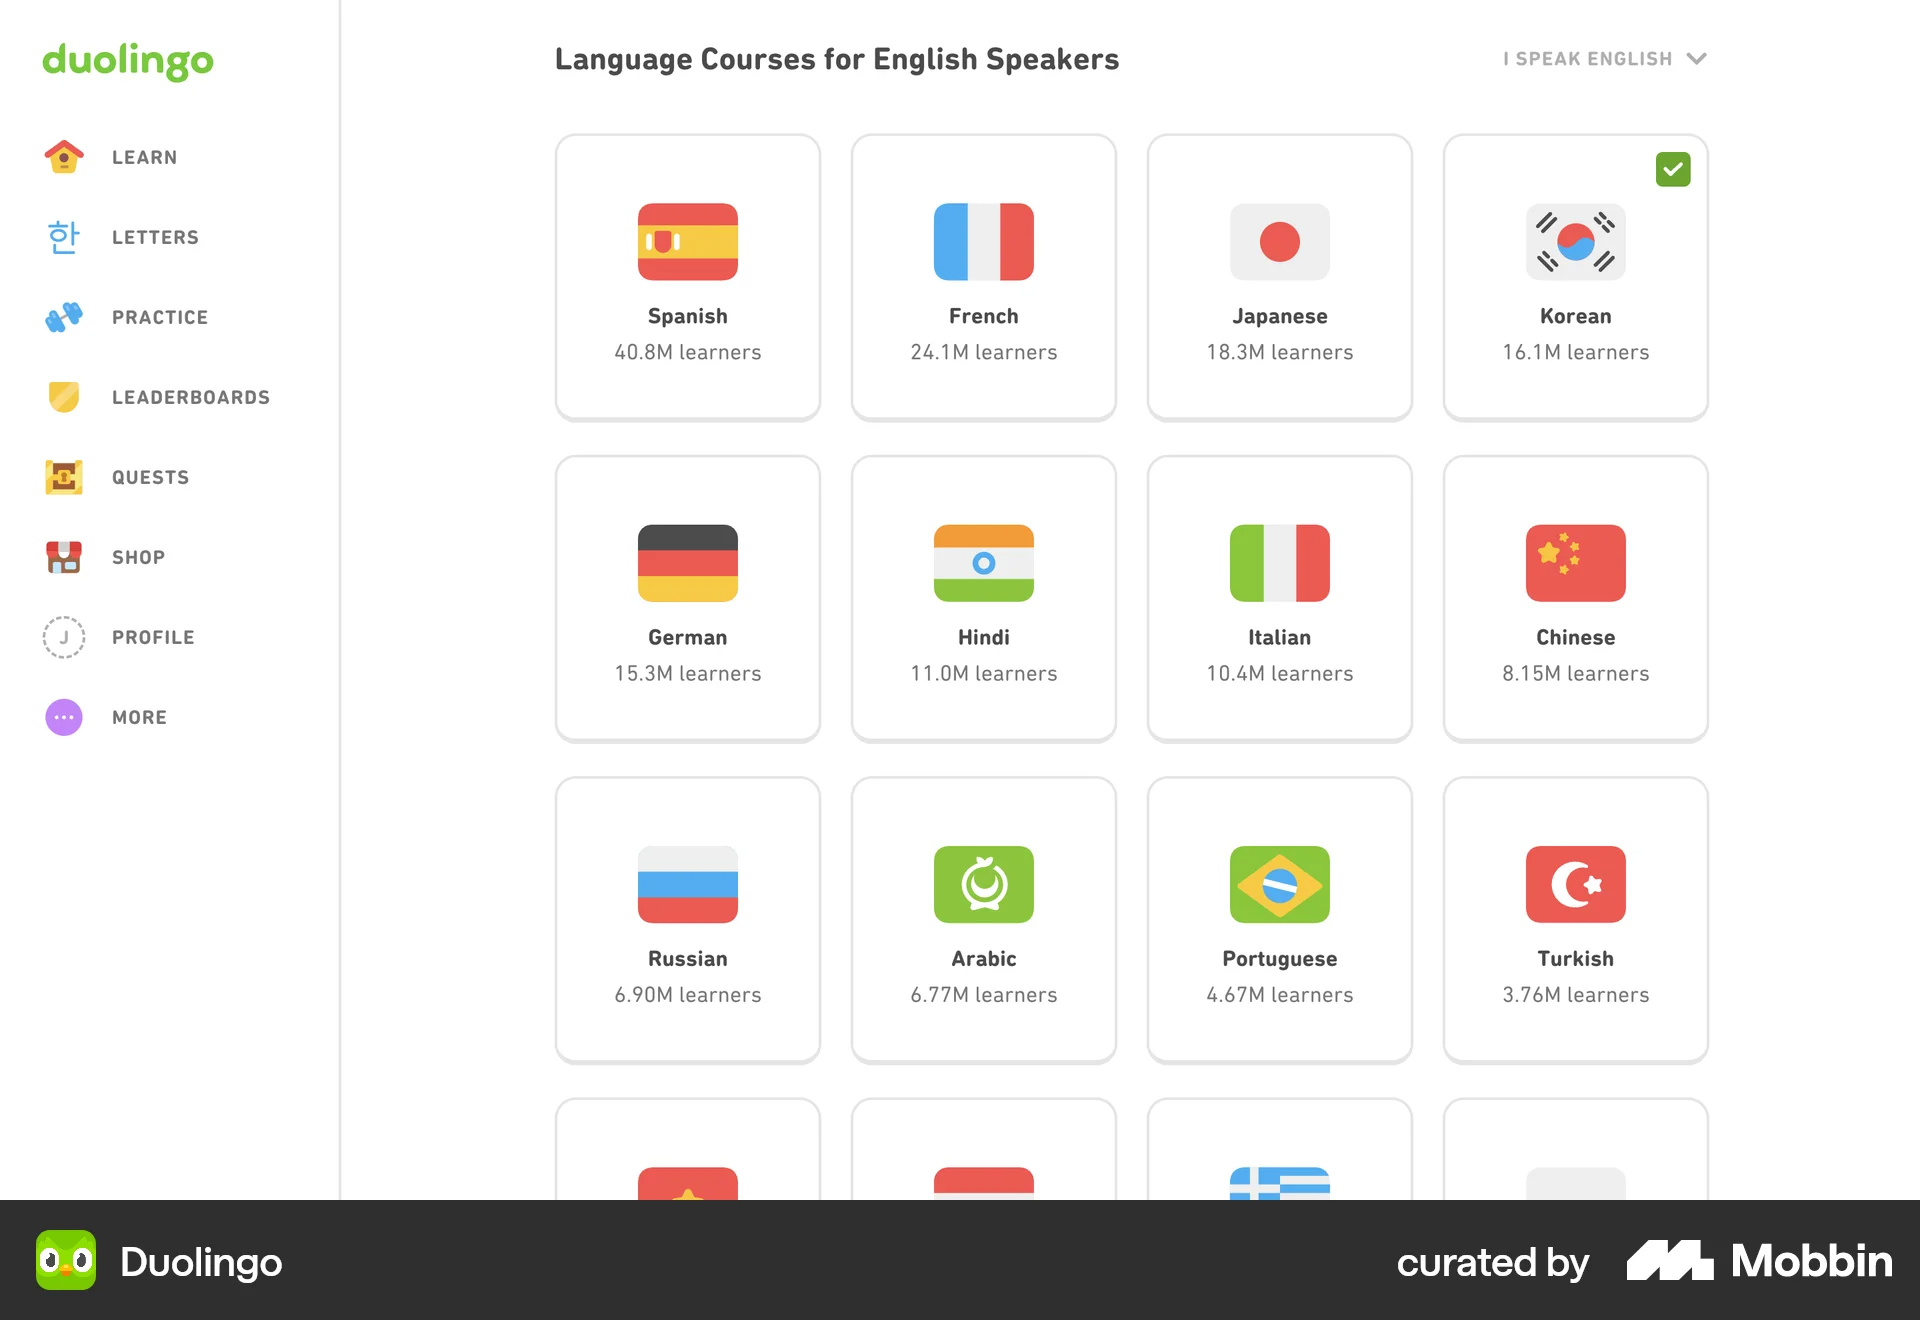 duolingo
LEARN
한
LETTERS
PRACTICE
LEADERBOARDS
QUESTS
SHOP
J
PROFILE
MORE
Language Courses for English Speakers
I SPEAK ENGLISH
Spanish
40.8M learners
French
24.1M learners
Japanese
18.3M learners
Korean
16.1M learners
German
15.3M learners
Hindi
11.0M learners
Italian
10.4M learners
Chinese
8.15M learners
Russian
6.90M learners
Arabic
6.77M learners
Portuguese
4.67M learners
Turkish
3.76M learners
Duolingo
curated by
Mobbin